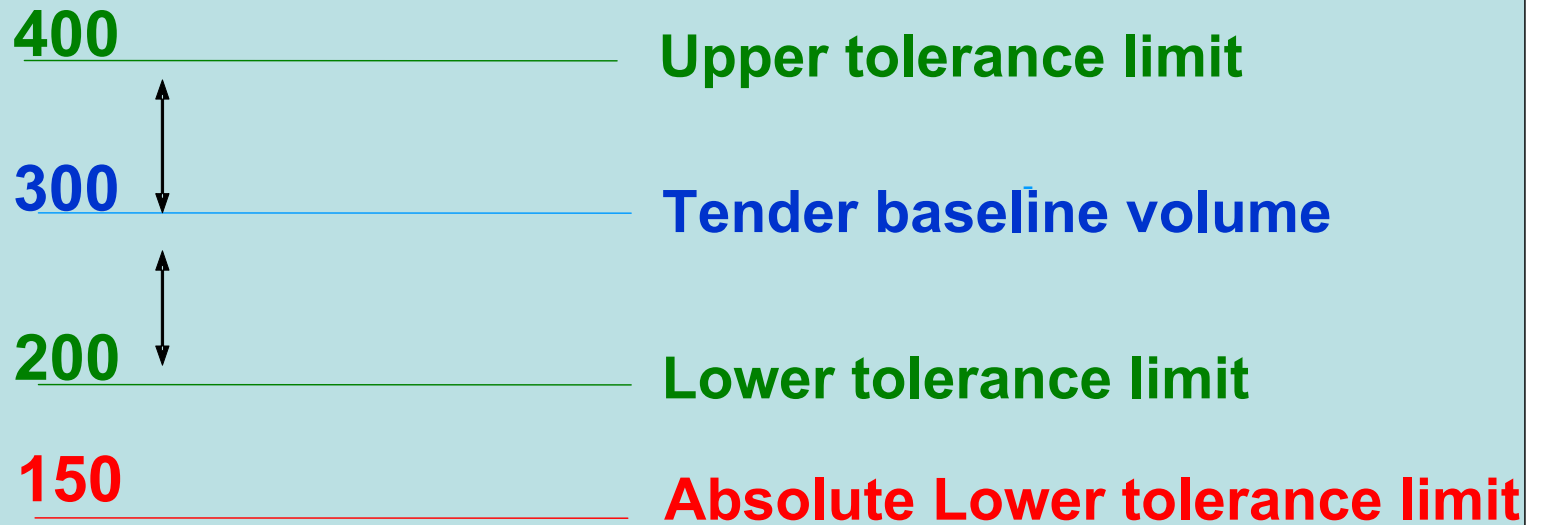 400 Upper tolerance limit
300 Tender baseline volume
200 Lower tolerance limit
150 Absolute Lower tolerance limit